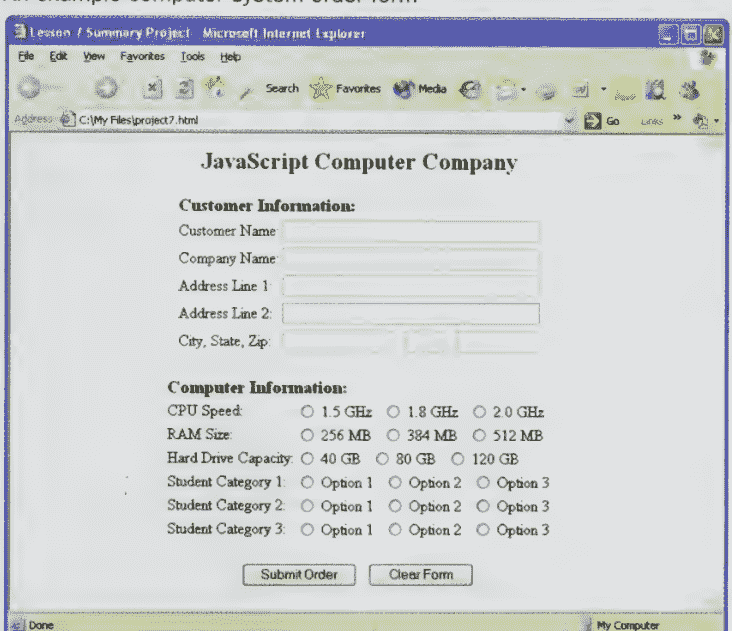 An example computer system order form
Lesson 7 Summary Project - Microsoft Internet Explorer
File Edit View Favorites Tools Help
Search Favorites Media
Address C:\My Files\project7.html Go Links »
JavaScript Computer Company
Customer Information:
Customer Name:
Company Name:
Address Line 1:
Address Line 2:
City, State, Zip:
Computer Information:
CPU Speed: 1.5 GHz 1.8 GHz 2.0 GHz
RAM Size: 256 MB 384 MB 512 MB
Hard Drive Capacity: 40 GB 80 GB 120 GB
Student Category 1: Option 1 Option 2 Option 3
Student Category 2: Option 1 Option 2 Option 3
Student Category 3: Option 1 Option 2 Option 3
Submit Order Clear Form
Done My Computer